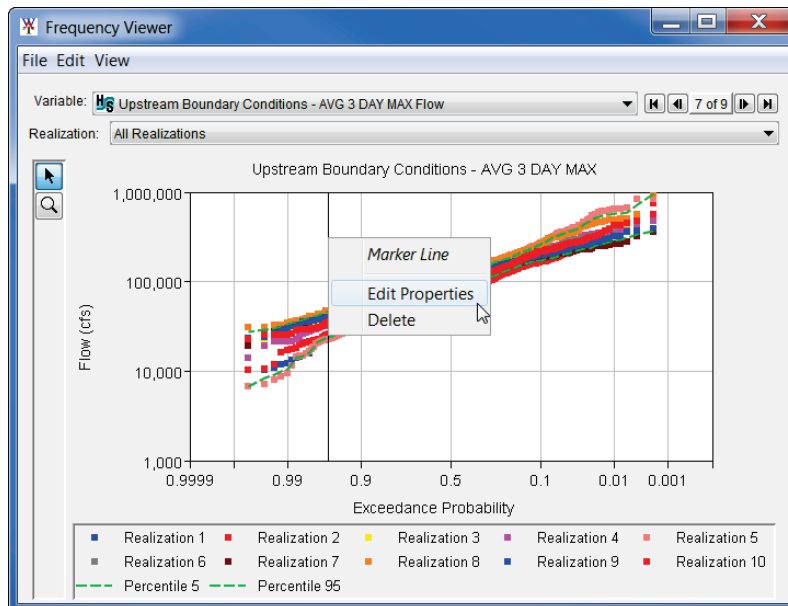 Frequency Viewer
File Edit View
Variable: HS Upstream Boundary Conditions - AVG 3 DAY MAX Flow 7 of 9
Realization: All Realizations
Upstream Boundary Conditions - AVG 3 DAY MAX
1,000,000
100,000
10,000
1,000
Flow (cfs)
Marker Line
Edit Properties
Delete
0.9999 0.99 0.9 0.5 0.1 0.01 0.001
Exceedance Probability
Realization 1 Realization 2 Realization 3 Realization 4 Realization 5
Realization 6 Realization 7 Realization 8 Realization 9 Realization 10
Percentile 5 Percentile 95